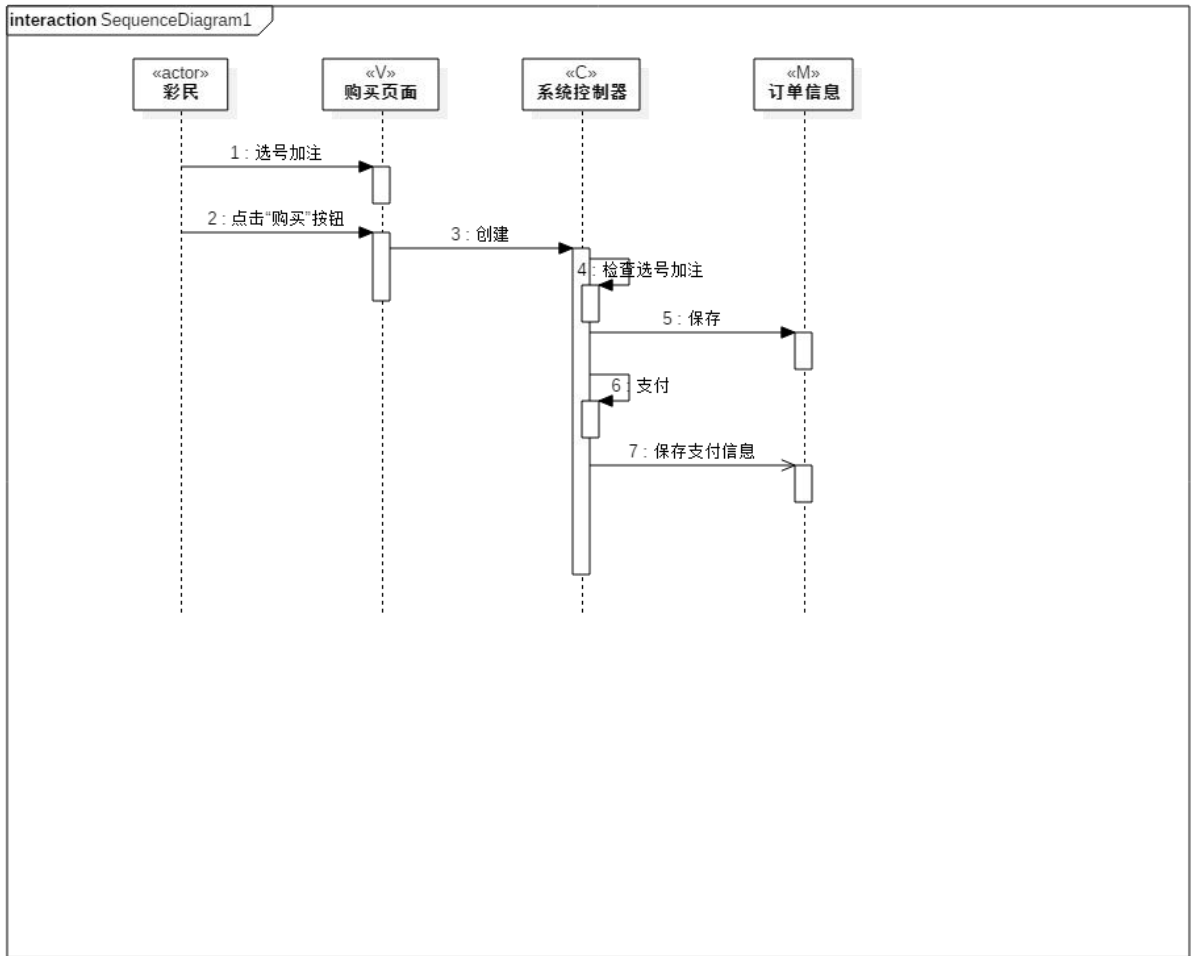 interaction SequenceDiagram1
«actor»
彩民
«V»
购买页面
«C»
系统控制器
«M»
订单信息
1 : 选号加注
2 : 点击“购买”按钮
3 : 创建
4 : 检查选号加注
5 : 保存
6 : 支付
7 : 保存支付信息